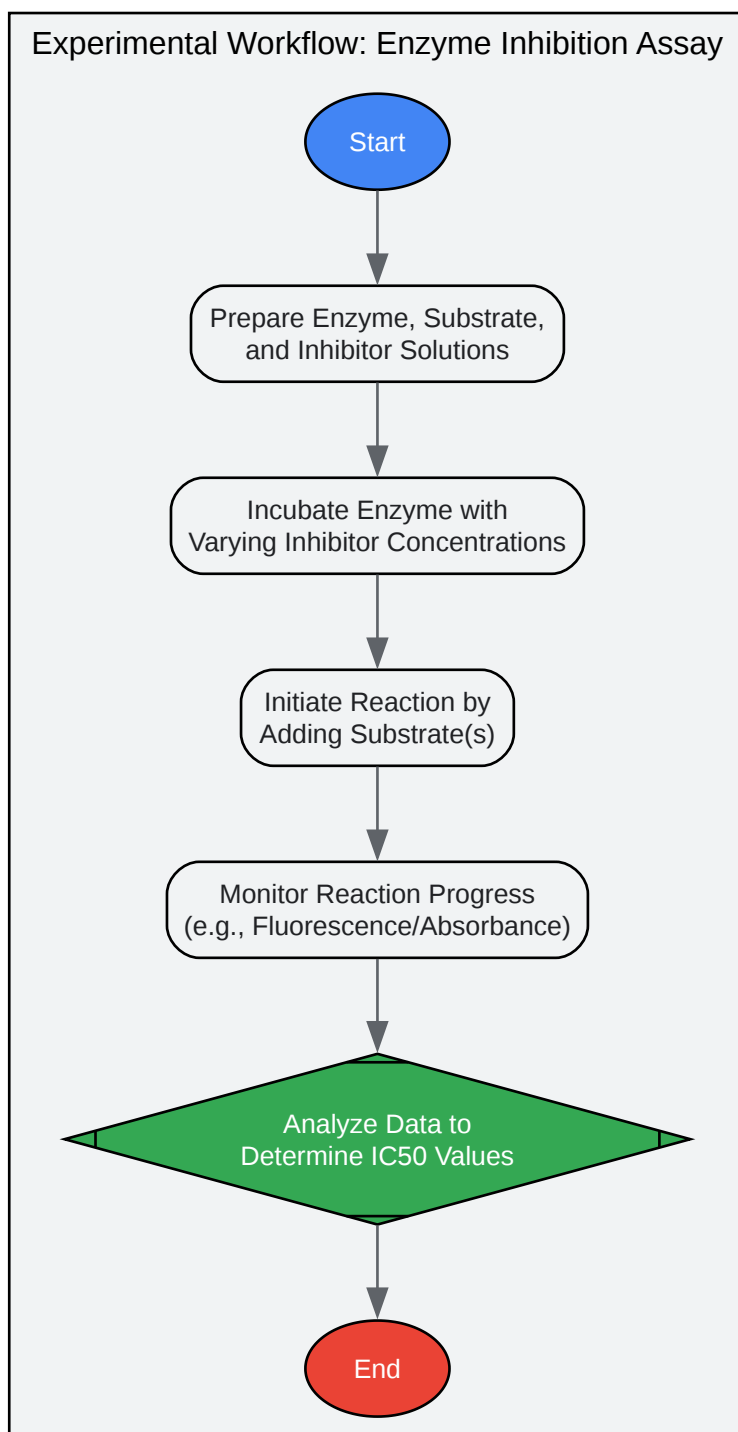 Experimental Workflow: Enzyme Inhibition Assay
Start
Prepare Enzyme, Substrate,
and Inhibitor Solutions
Incubate Enzyme with
Varying Inhibitor Concentrations
Initiate Reaction by
Adding Substrate(s)
Monitor Reaction Progress
(e.g., Fluorescence/Absorbance)
Analyze Data to
Determine IC50 Values
End